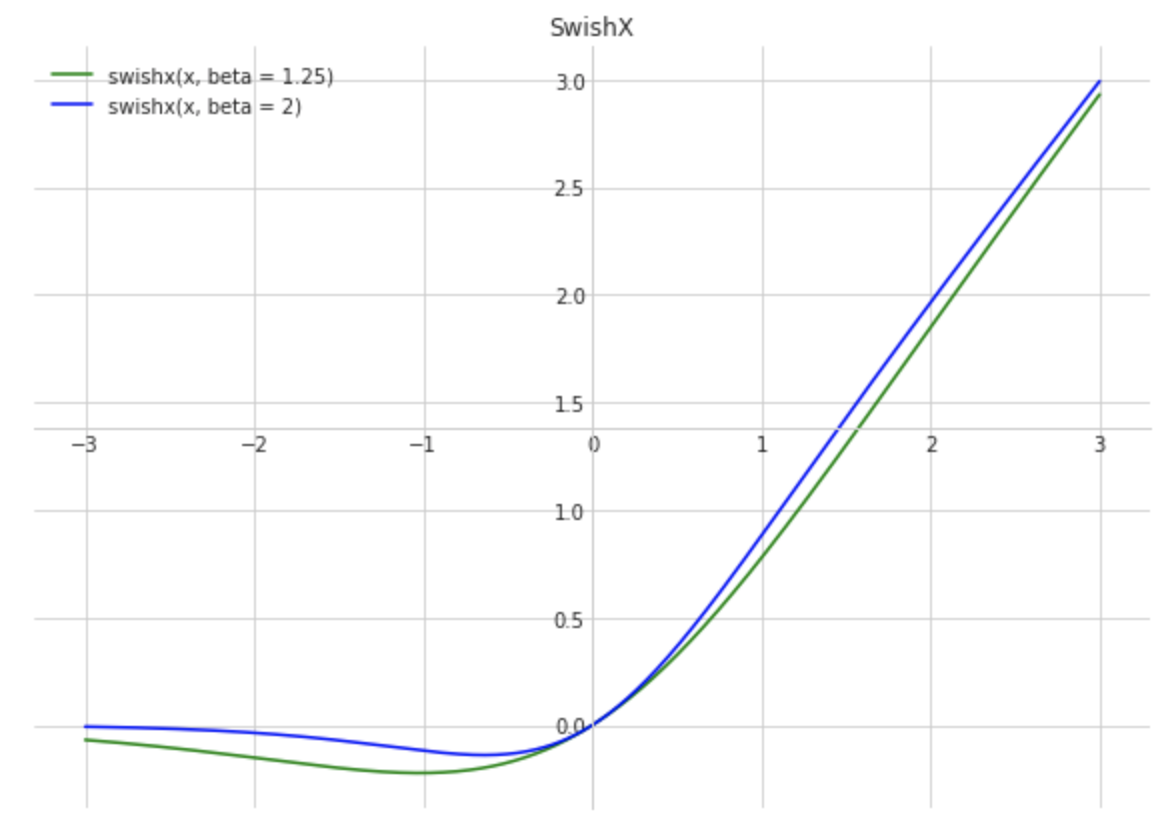 SwishX
swishx(x, beta = 1.25)
swishx(x, beta = 2)
3.0
2.5
2.0
1.5
−3 −2 −1 0 1 2 3
1.0
0.5
0.0